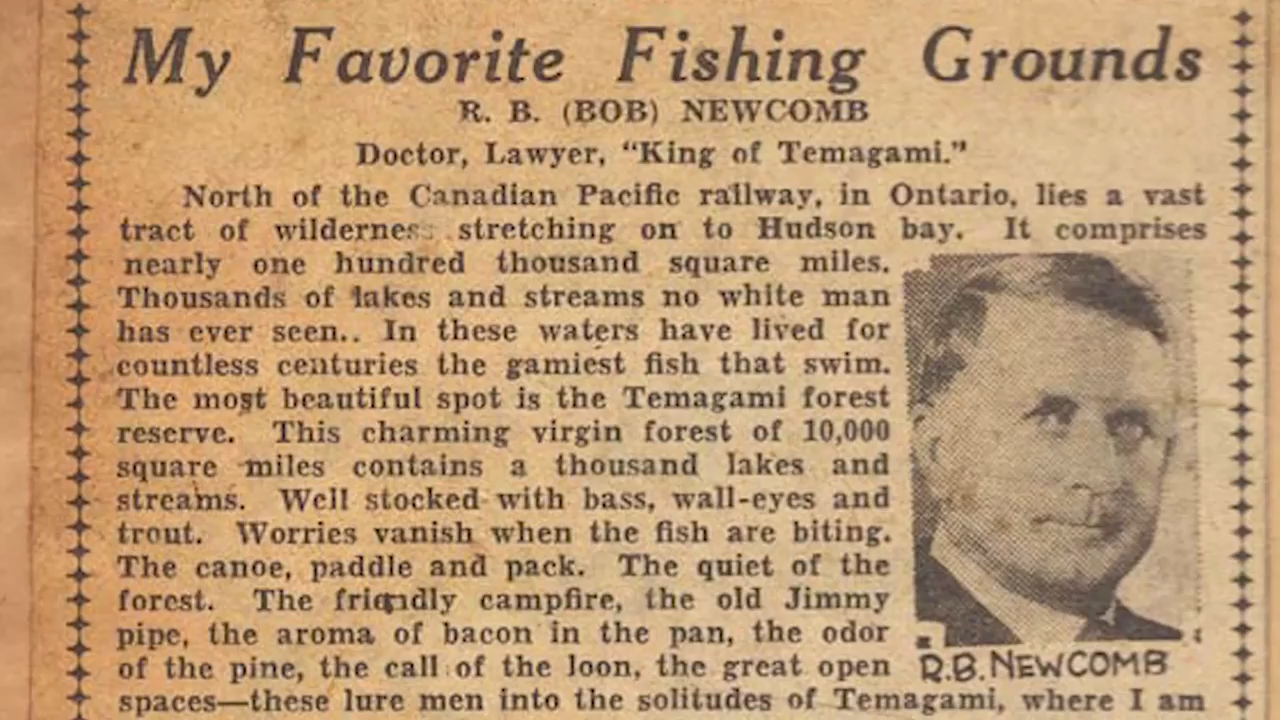 My Favorite Fishing Grounds
R. B. (BOB) NEWCOMB
Doctor, Lawyer, “King of Temagami.”
North of the Canadian Pacific railway, in Ontario, lies a vast
tract of wilderness stretching on to Hudson bay. It comprises
nearly one hundred thousand square miles.
Thousands of lakes and streams no white man
has ever seen.. In these waters have lived for
countless centuries the gamiest fish that swim.
The most beautiful spot is the Temagami forest
reserve. This charming virgin forest of 10,000
square miles contains a thousand lakes and
streams. Well stocked with bass, wall-eyes and
trout. Worries vanish when the fish are biting.
The canoe, paddle and pack. The quiet of the
forest. The friendly campfire, the old Jimmy
pipe, the aroma of bacon in the pan, the odor
of the pine, the call of the loon, the great open
spaces—these lure men into the solitudes of Temagami, where I am
R.B. NEWCOMB